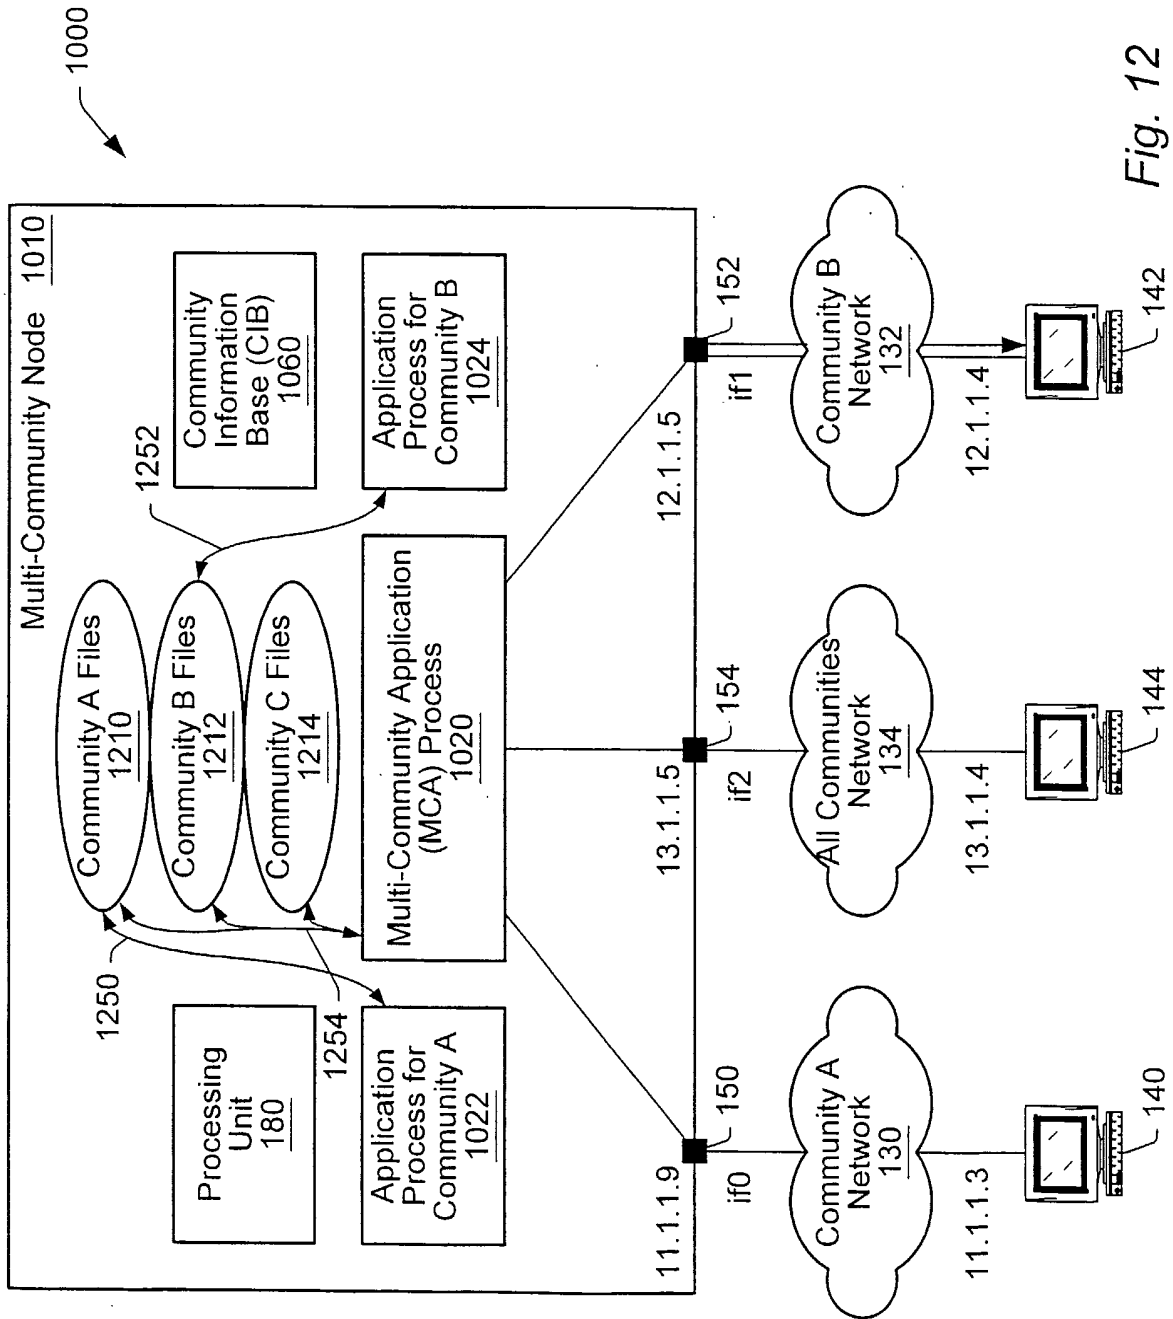 Multi-Community Node 1010
1000
Processing
Unit
180
1250
Community A Files
1210
Community B Files
1212
Community C Files
1214
1252
Community
Information
Base (CIB)
1060
1254
Application
Process for
Community A
1022
Multi-Community Application
(MCA) Process
1020
Application
Process for
Community B
1024
11.1.1.9
150
if0
13.1.1.5
154
if2
12.1.1.5
152
if1
Community A
Network
130
All Communities
Network
134
Community B
Network
132
11.1.1.3
13.1.1.4
12.1.1.4
140
144
142
Fig. 12